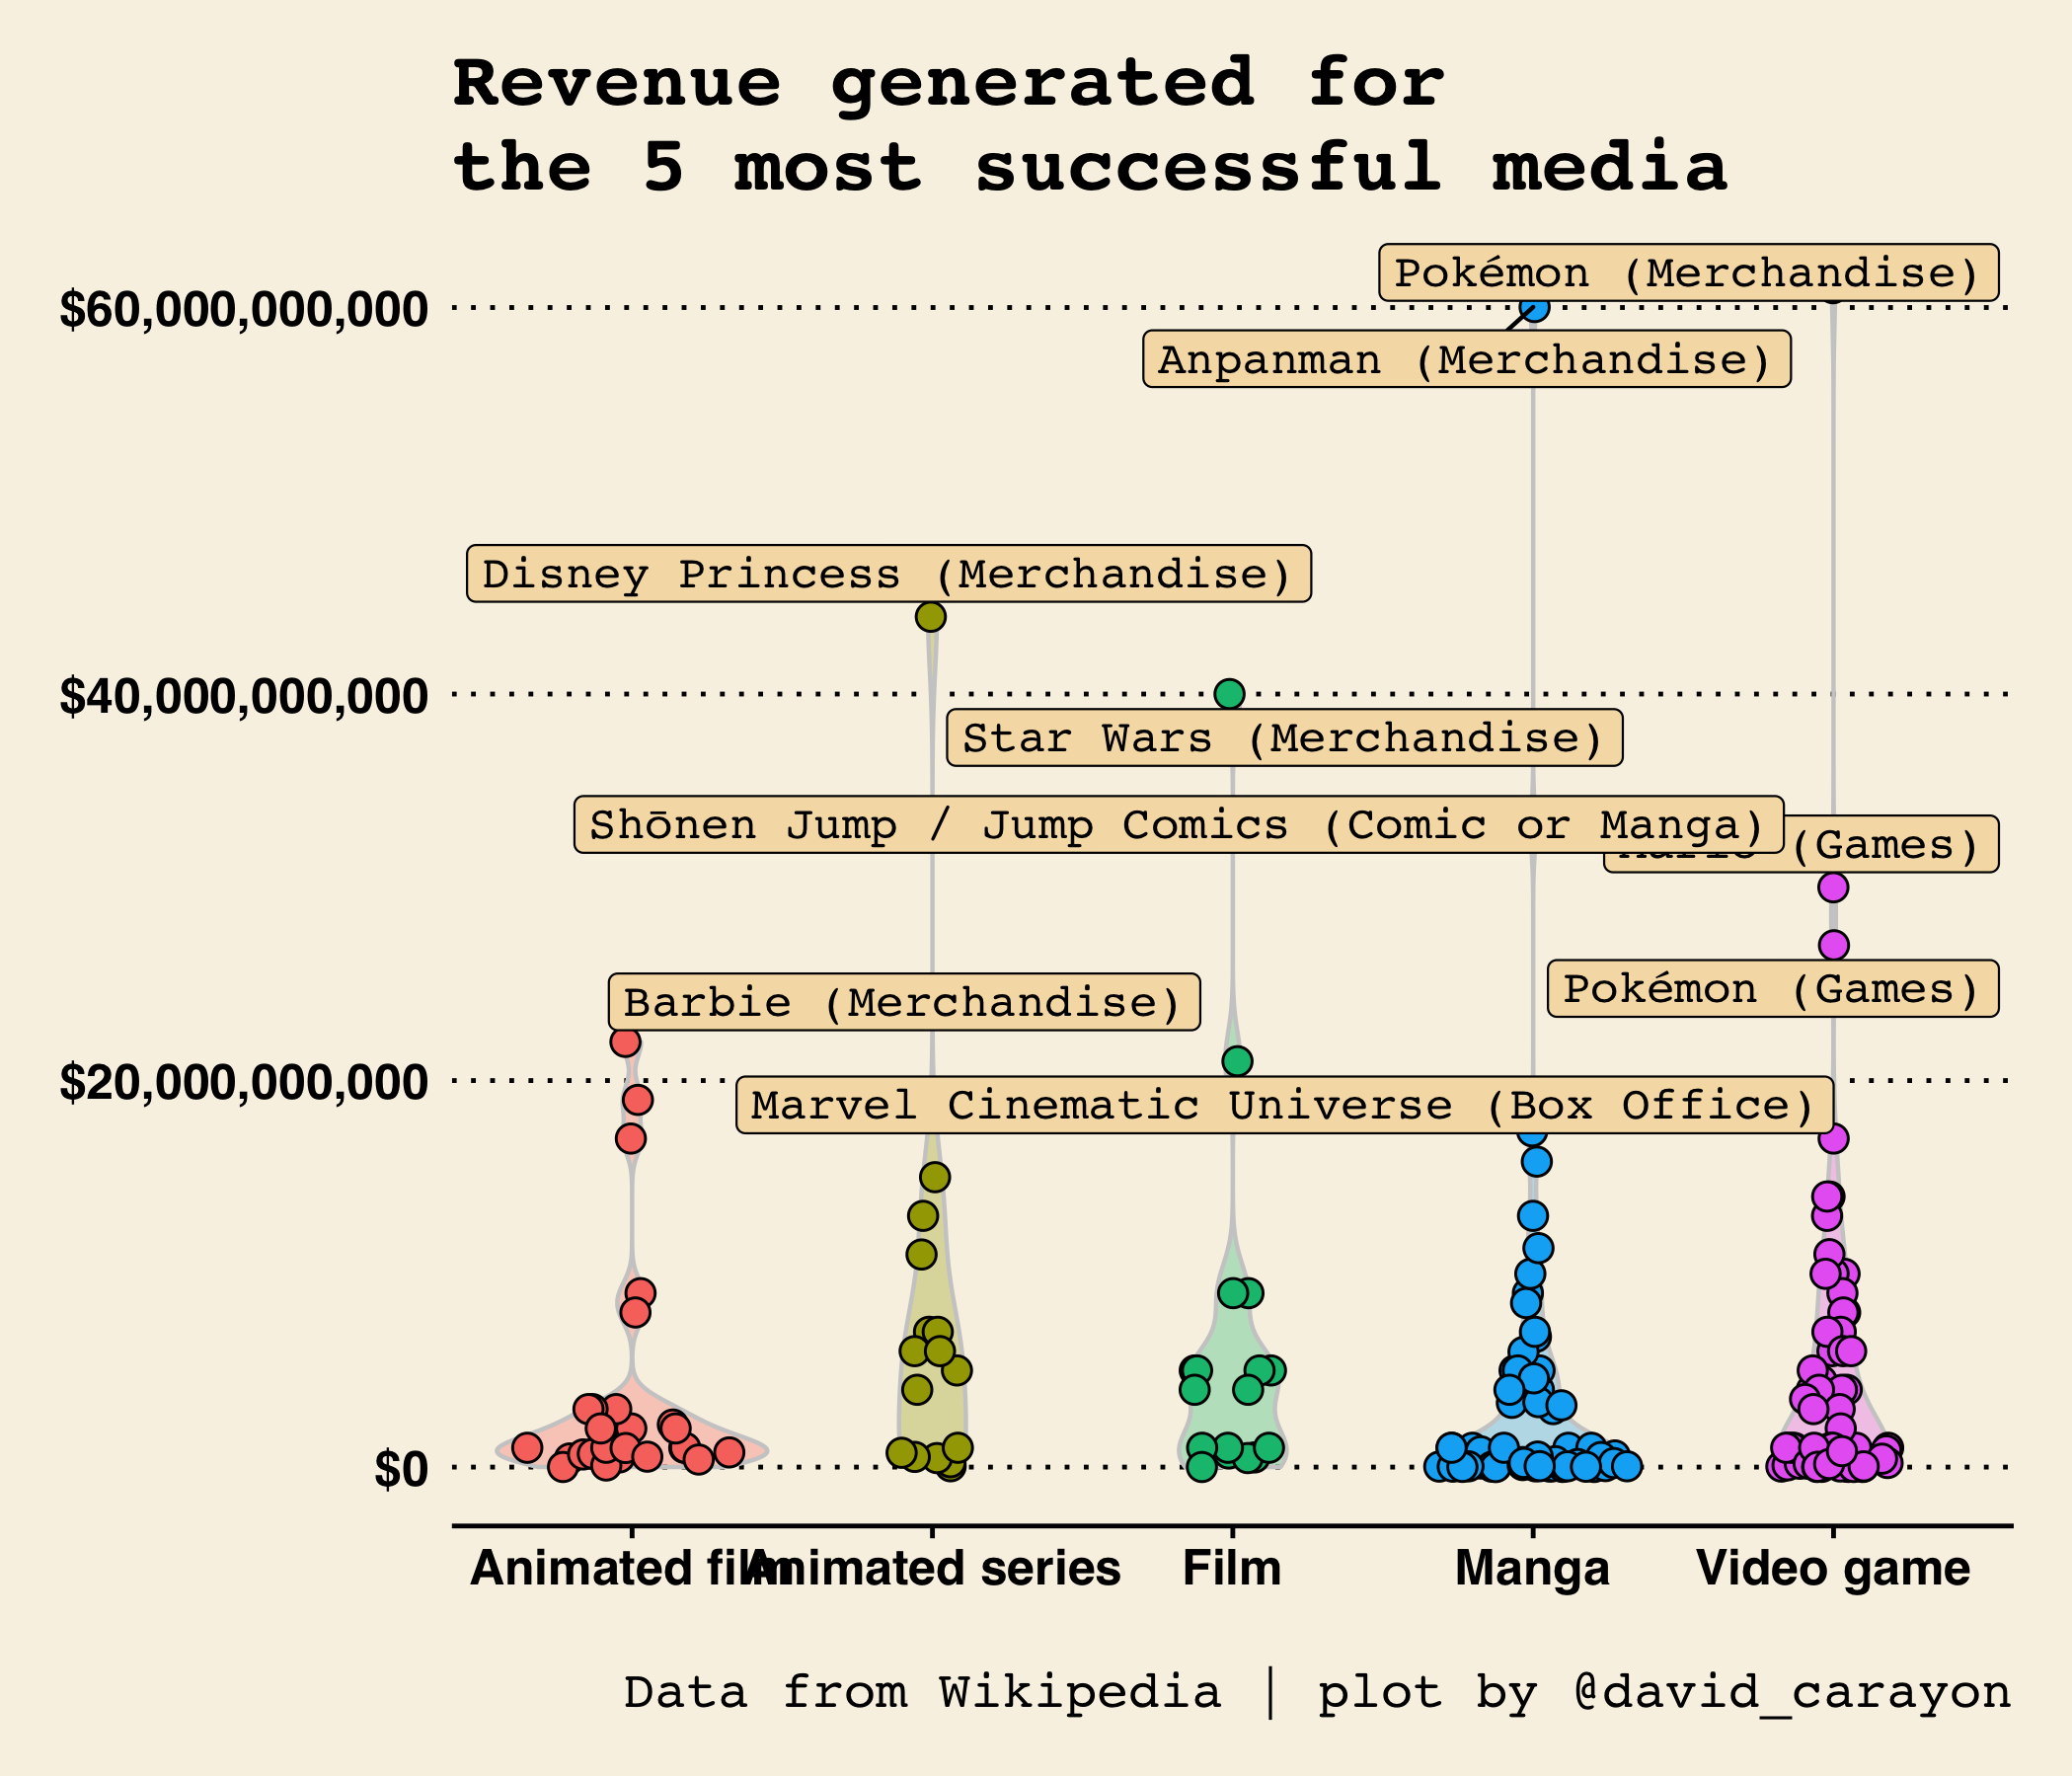 Revenue generated for
the 5 most successful media
$60,000,000,000
Pokémon (Merchandise)
Anpanman (Merchandise)
Disney Princess (Merchandise)
$40,000,000,000
Star Wars (Merchandise)
Shōnen Jump / Jump Comics (Comic or Manga)
(Games)
Pokémon (Games)
Barbie (Merchandise)
$20,000,000,000
Marvel Cinematic Universe (Box Office)
$0
Animated film Animated series Film Manga Video game
Data from Wikipedia | plot by @david_carayon